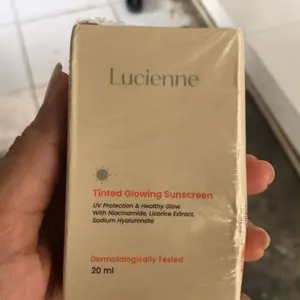 Lucienne
Tinted Glowing Sunscreen
UV Protection & Healthy Glow
With Niacinamide, Licorice Extract,
Sodium Hyaluronate
Dermatologically Tested
20 ml